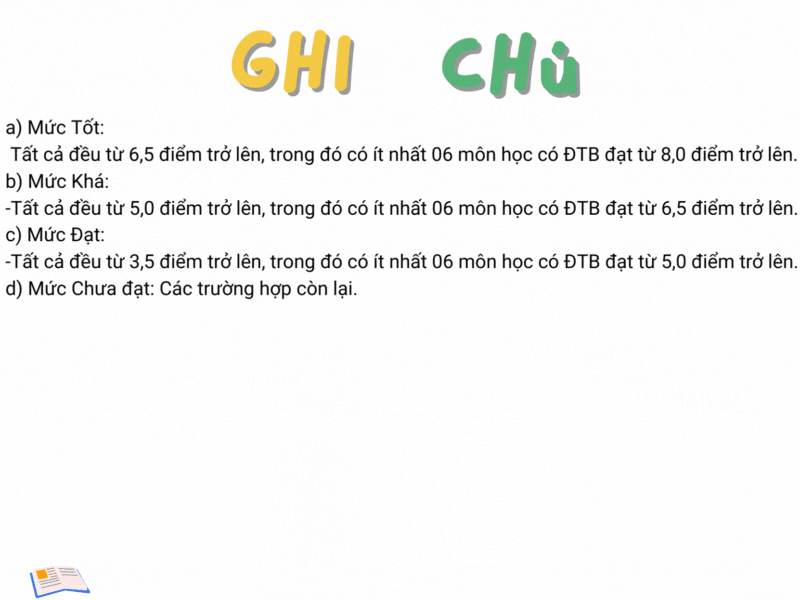 GHI CHÚ
a) Mức Tốt:
Tất cả đều từ 6,5 điểm trở lên, trong đó có ít nhất 06 môn học có ĐTB đạt từ 8,0 điểm trở lên.
b) Mức Khá:
-Tất cả đều từ 5,0 điểm trở lên, trong đó có ít nhất 06 môn học có ĐTB đạt từ 6,5 điểm trở lên.
c) Mức Đạt:
-Tất cả đều từ 3,5 điểm trở lên, trong đó có ít nhất 06 môn học có ĐTB đạt từ 5,0 điểm trở lên.
d) Mức Chưa đạt: Các trường hợp còn lại.